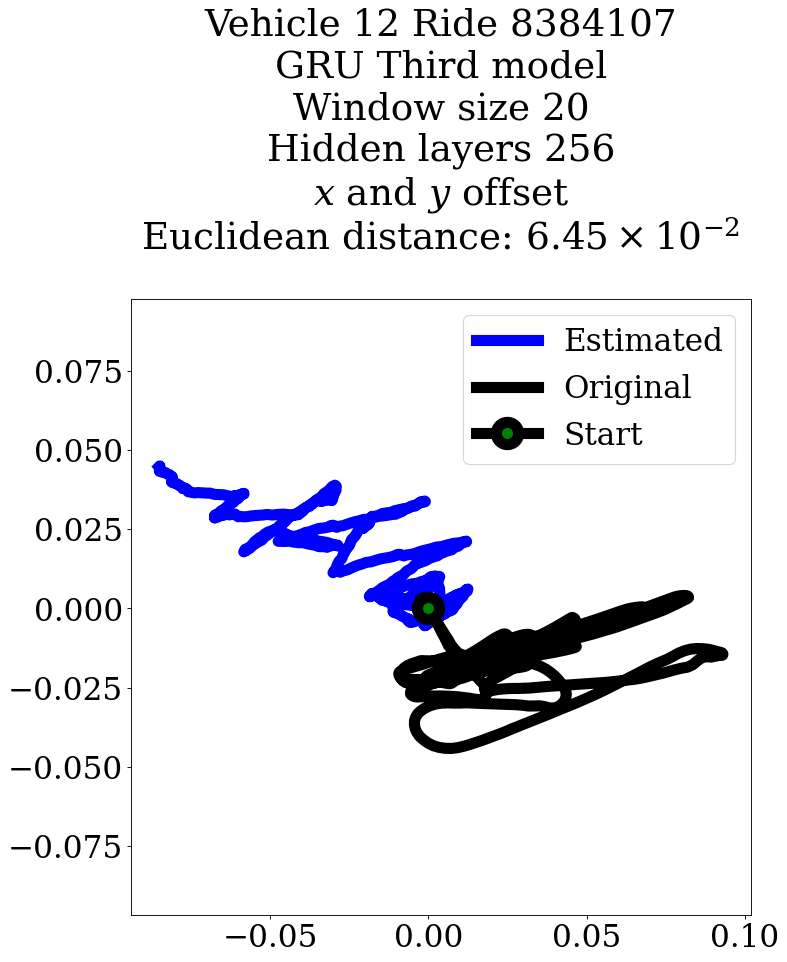 Vehicle 12 Ride 8384107
GRU Third model
Window size 20
Hidden layers 256
x and y offset
Euclidean distance: 6.45 × 10⁻²
Estimated
Original
Start
0.075
0.050
0.025
0.000
−0.025
−0.050
−0.075
−0.05 0.00 0.05 0.10